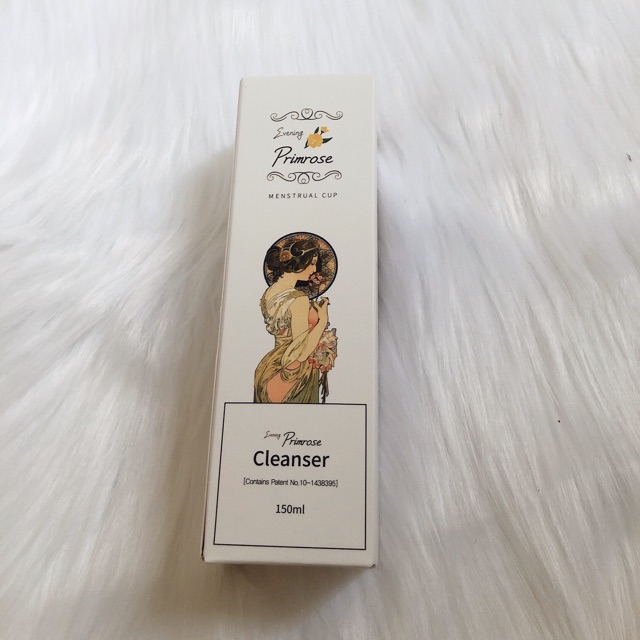 Evening
Primrose
MENSTRUAL CUP
Evening Primrose
Cleanser
[Contains Patent No.10-1438395]
150ml